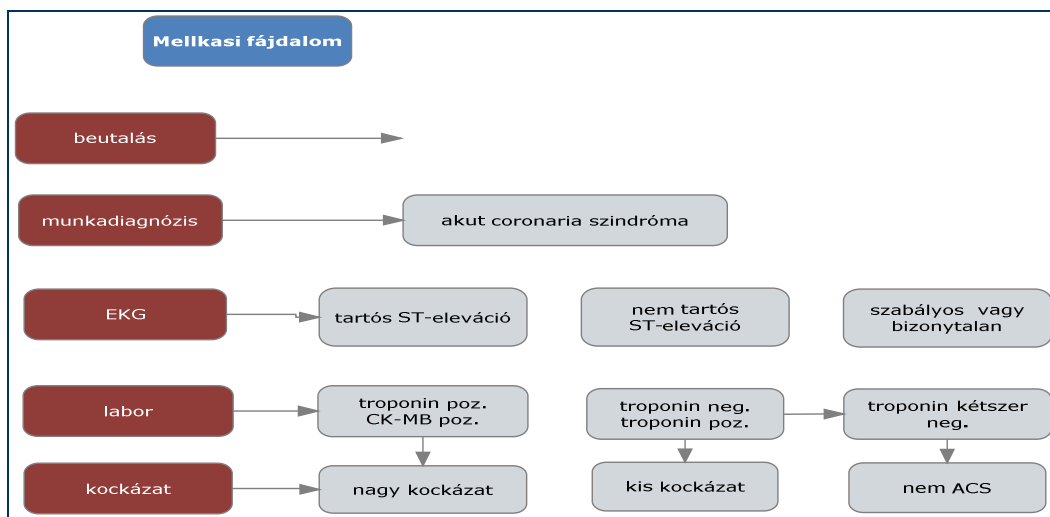 Mellkasi fájdalom
beutalás
munkadiagnózis
akut coronaria szindróma
EKG
tartós ST-eleváció
nem tartós
ST-eleváció
szabályos vagy
bizonytalan
labor
troponin poz.
CK-MB poz.
troponin neg.
troponin poz.
troponin kétszer
neg.
kockázat
nagy kockázat
kis kockázat
nem ACS